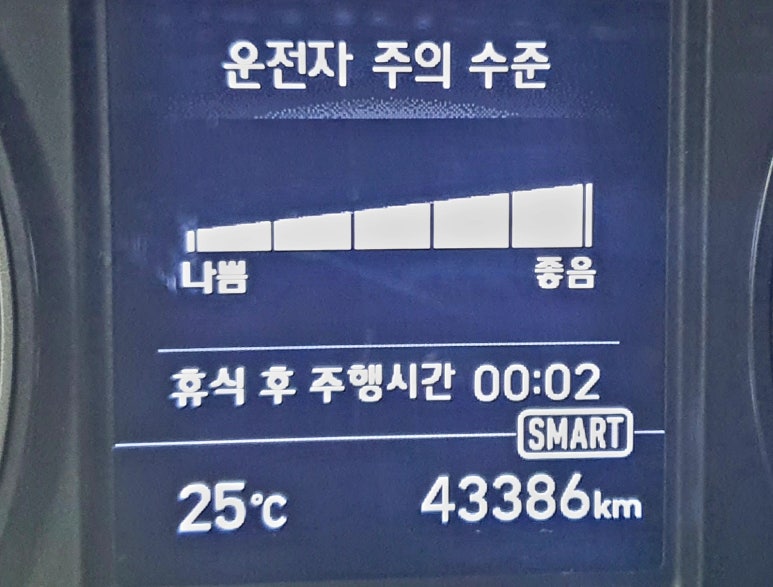 운전자 주의 수준
나쁨 좋음
휴식 후 주행시간 00:02
SMART
25℃ 43386km